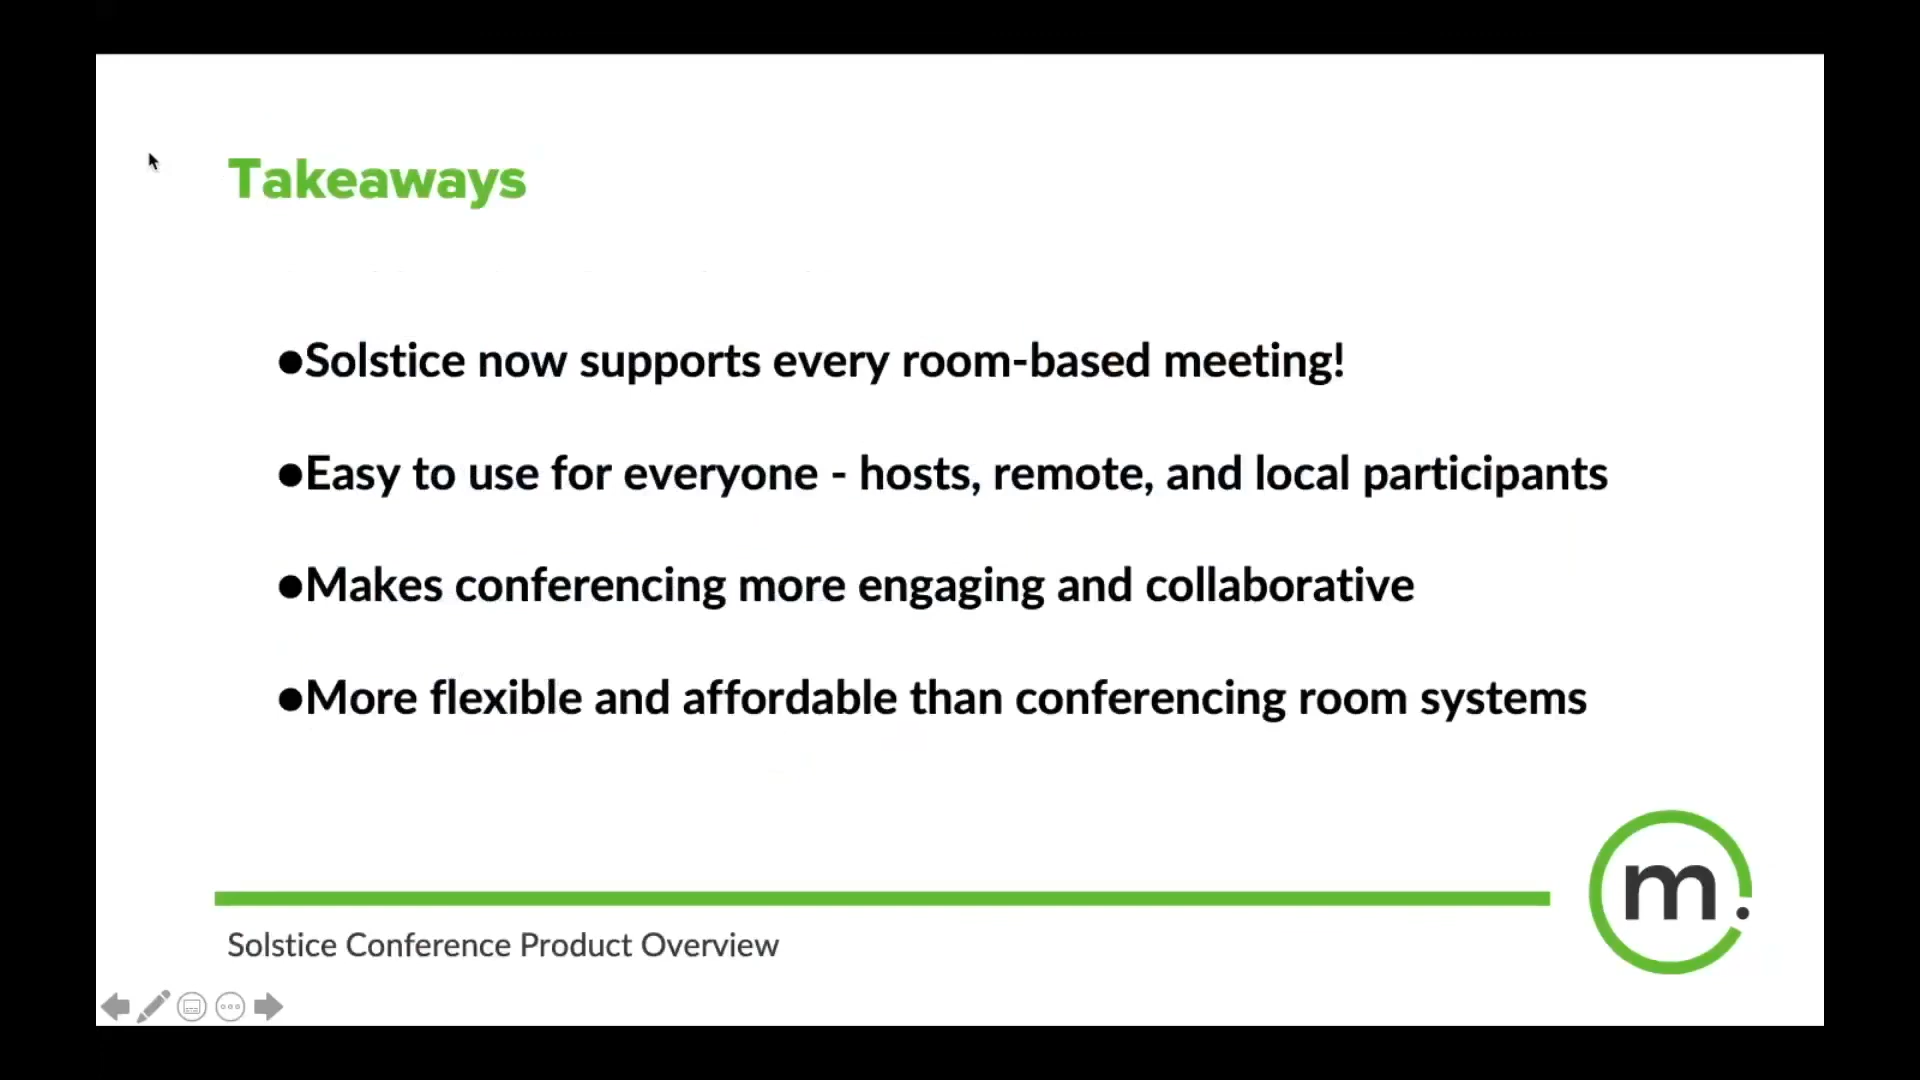 Takeaways
●Solstice now supports every room-based meeting!
●Easy to use for everyone - hosts, remote, and local participants
●Makes conferencing more engaging and collaborative
●More flexible and affordable than conferencing room systems
m.
Solstice Conference Product Overview